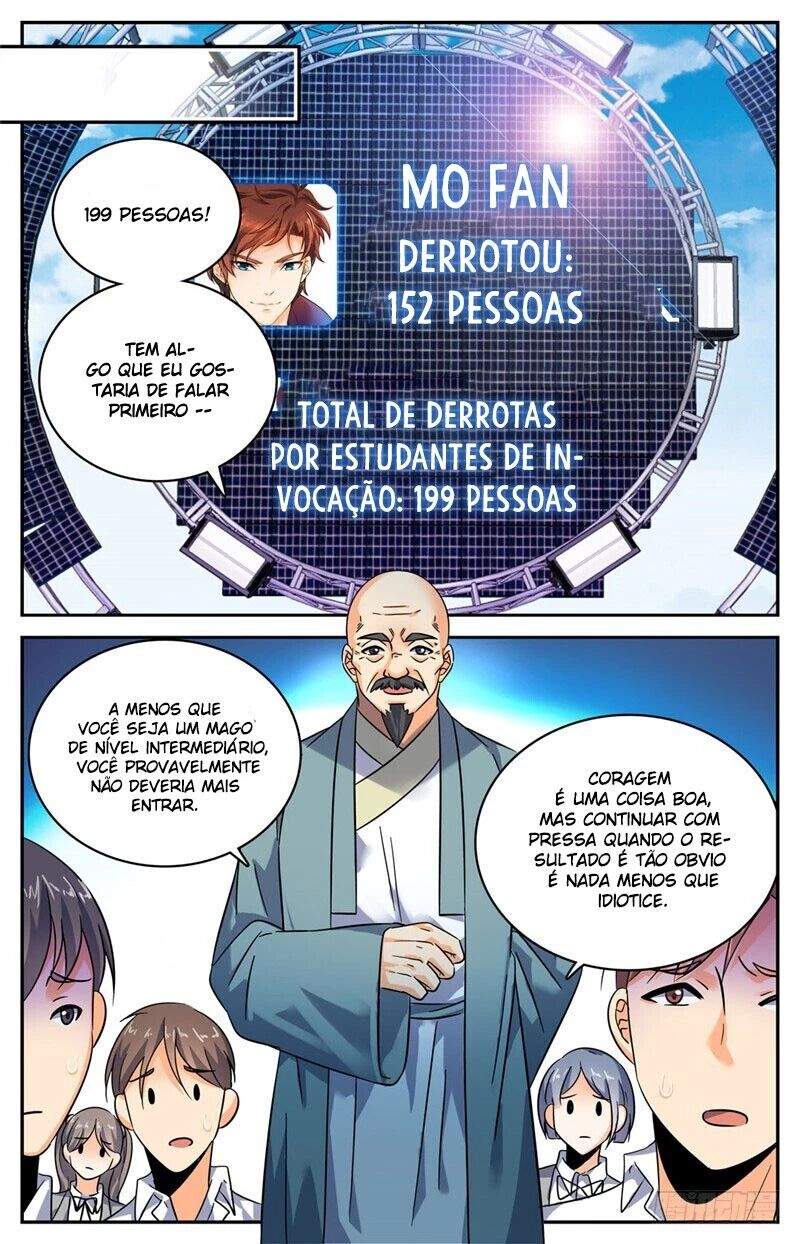 199 PESSOAS!
MO FAN
DERROTOU:
152 PESSOAS
TEM AL-
GO QUE EU GOS-
TARIA DE FALAR
PRIMEIRO --
TOTAL DE DERROTAS
POR ESTUDANTES DE IN-
VOCAÇÃO: 199 PESSOAS
A MENOS QUE
VOCÊ SEJA UM MAGO
DE NÍVEL INTERMEDIÁRIO,
VOCÊ PROVAVELMENTE
NÃO DEVERIA MAIS
ENTRAR.
CORAGEM
É UMA COISA BOA,
MAS CONTINUAR COM
PRESSA QUANDO O RE-
SULTADO É TÃO OBVIO
É NADA MENOS QUE
IDIOTICE.